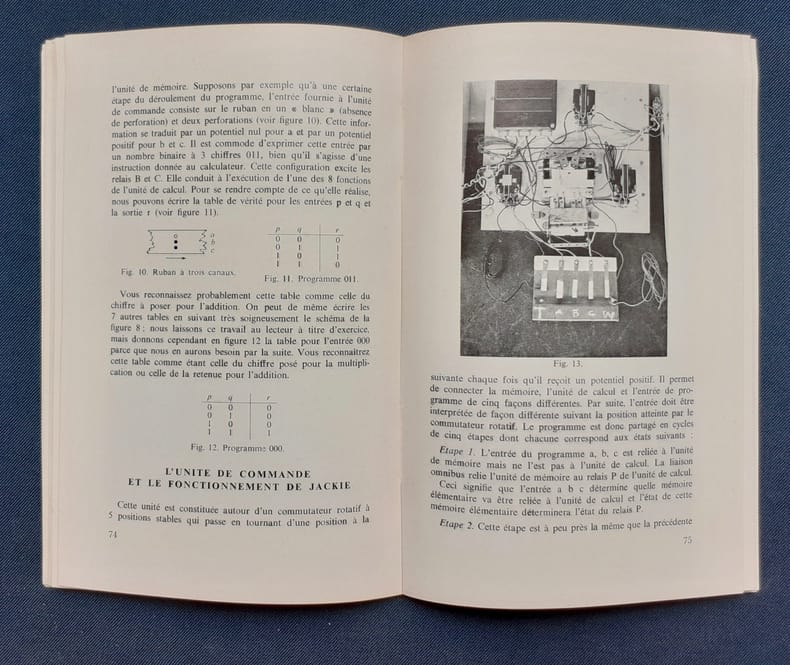 l'unité de mémoire. Supposons par exemple qu'à une certaine
étape du déroulement du programme, l'entrée fournie à l'unité
de commande consiste sur le ruban en un « blanc » (absence
de perforation) et deux perforations (voir figure 10). Cette infor-
mation se traduit par un potentiel nul pour a et par un potentiel
positif pour b et c. Il est commode d'exprimer cette entrée par
un nombre binaire à 3 chiffres 011, bien qu'il s'agisse d'une
instruction donnée au calculateur. Cette configuration excite les
relais B et C. Elle conduit à l'exécution de l'une des 8 fonctions
de l'unité de calcul. Pour se rendre compte de ce qu'elle réalise,
nous pouvons écrire la table de vérité pour les entrées p et q et
la sortie r (voir figure 11).
a
b
c
Fig. 10. Ruban à trois canaux.
p q r
0 0 0
0 1 1
1 0 1
1 1 0
Fig. 11. Programme 011.
Vous reconnaissez probablement cette table comme celle du
chiffre à poser pour l'addition. On peut de même écrire les
7 autres tables en suivant très soigneusement le schéma de la
figure 8 ; nous laissons ce travail au lecteur à titre d'exercice,
mais donnons cependant en figure 12 la table pour l'entrée 000
parce que nous en aurons besoin par la suite. Vous reconnaîtrez
cette table comme étant celle du chiffre posé pour la multipli-
cation ou celle de la retenue pour l'addition.
p q r
0 0 0
0 1 0
1 0 0
1 1 1
Fig. 12. Programme 000.
L'UNITE DE COMMANDE
ET LE FONCTIONNEMENT DE JACKIE
Cette unité est constituée autour d'un commutateur rotatif à
5 positions stables qui passe en tournant d'une position à la
74
T A B C W
Fig. 13.
suivante chaque fois qu'il reçoit un potentiel positif. Il permet
de connecter la mémoire, l'unité de calcul et l'entrée de pro-
gramme de cinq façons différentes. Par suite, l'entrée doit être
interprétée de façon différente suivant la position atteinte par le
commutateur rotatif. Le programme est donc partagé en cycles
de cinq étapes dont chacune correspond aux états suivants :
Etape 1. L'entrée du programme a, b, c est reliée à l'unité
de mémoire mais ne l'est pas à l'unité de calcul. La liaison
omnibus relie l'unité de mémoire au relais P de l'unité de calcul.
Ceci signifie que l'entrée a b c détermine quelle mémoire
élémentaire va être reliée à l'unité de calcul et l'état de cette
mémoire élémentaire déterminera l'état du relais P.
Etape 2. Cette étape est à peu près la même que la précédente
75